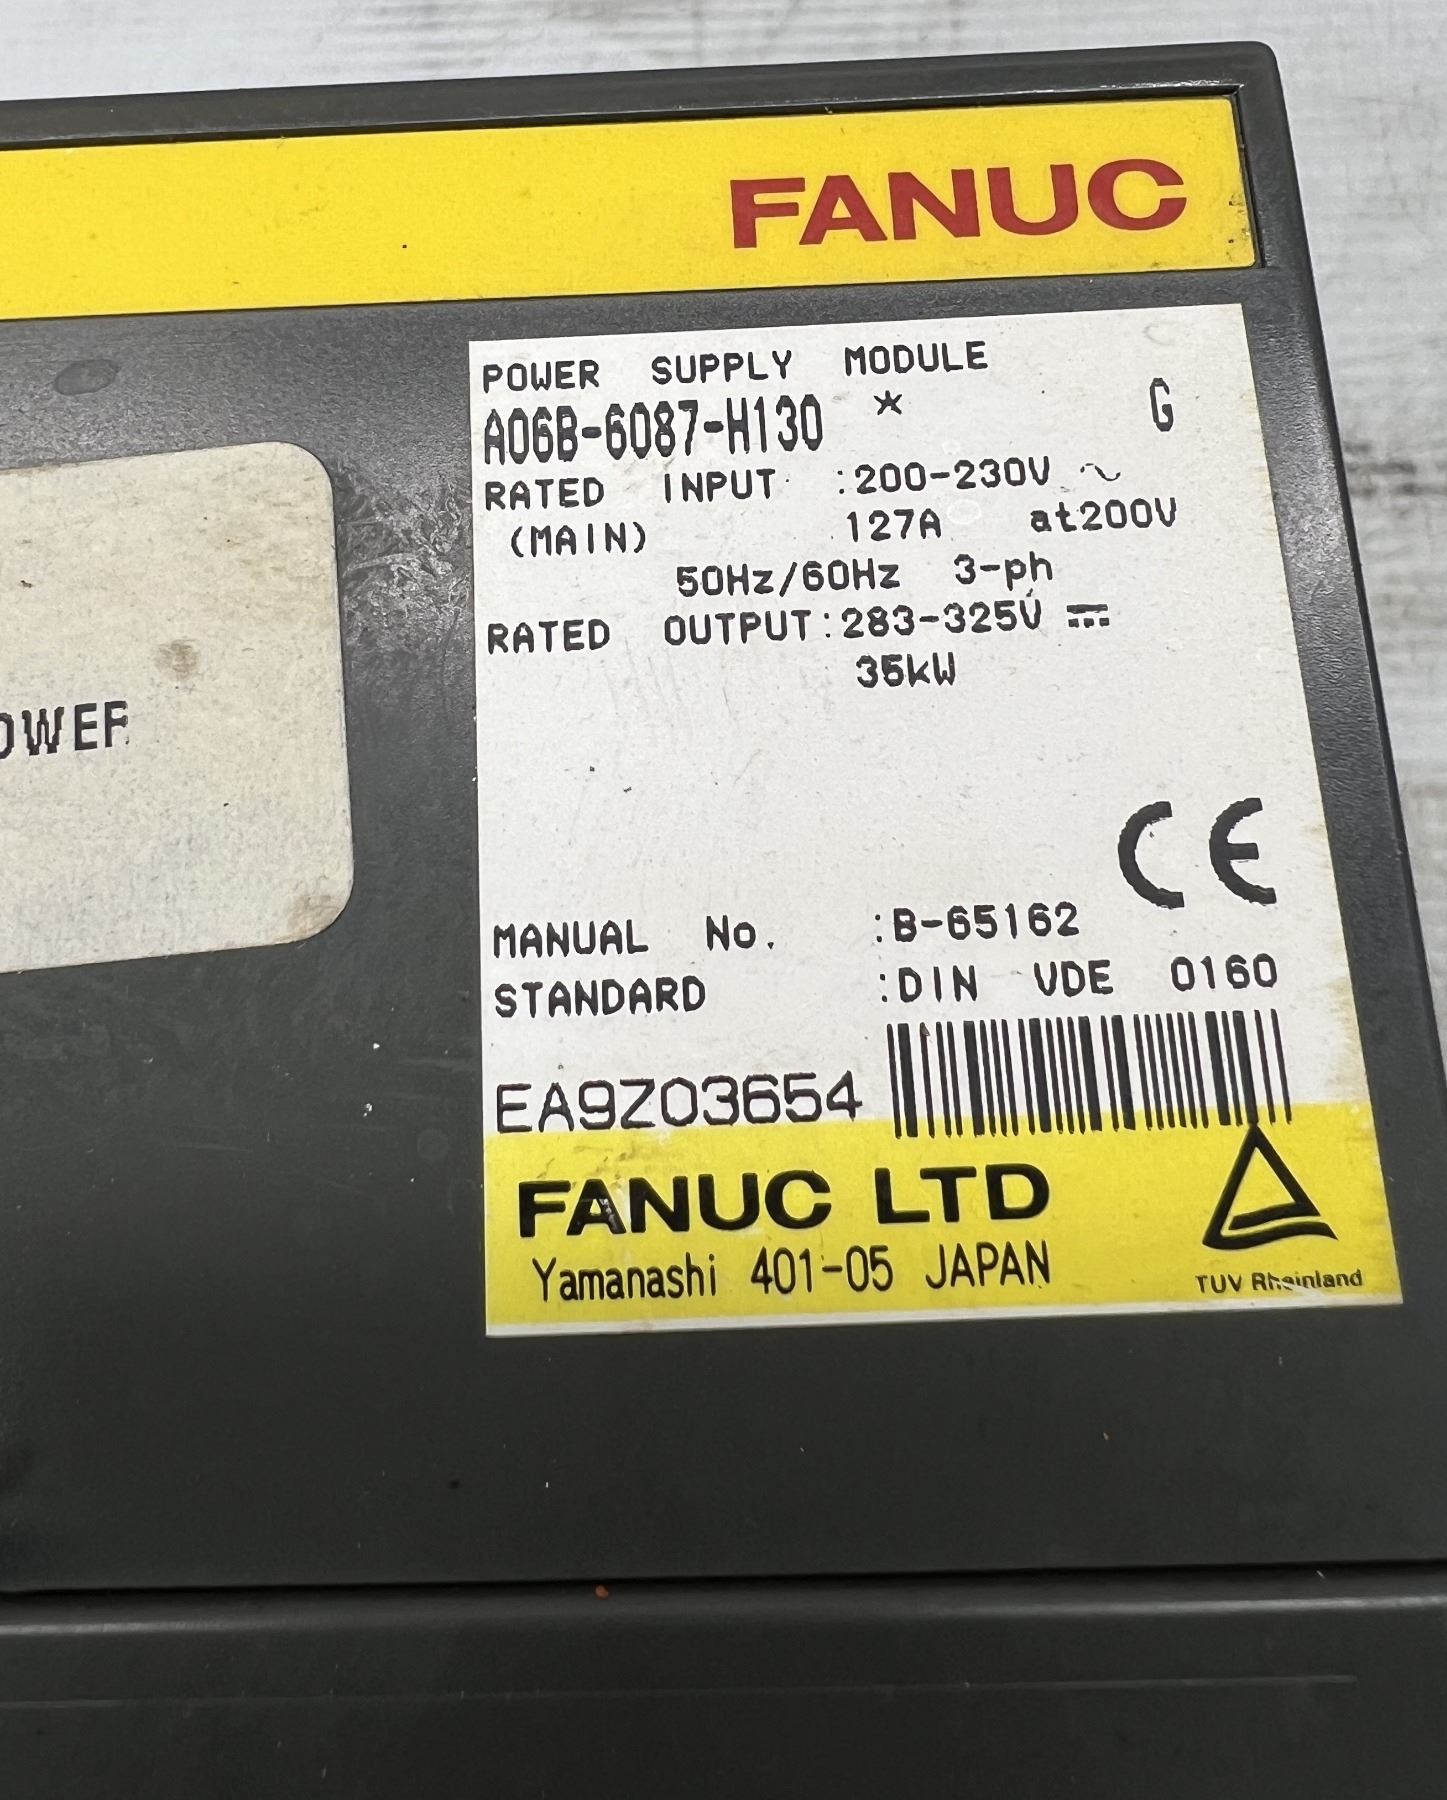 FANUC
POWER SUPPLY MODULE
A06B-6087-H130 * G
RATED INPUT :200-230V ~
(MAIN) 127A at200V
50Hz/60Hz 3-ph
RATED OUTPUT:283-325V ⎓
35kW
OWER
CE
MANUAL No. :B-65162
STANDARD :DIN VDE 0160
EA9Z03654
FANUC LTD
Yamanashi 401-05 JAPAN
TUV Rheinland